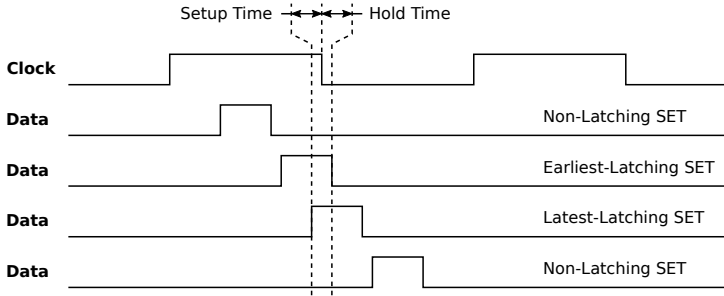 Setup Time Hold Time
Clock
Data Non-Latching SET
Data Earliest-Latching SET
Data Latest-Latching SET
Data Non-Latching SET